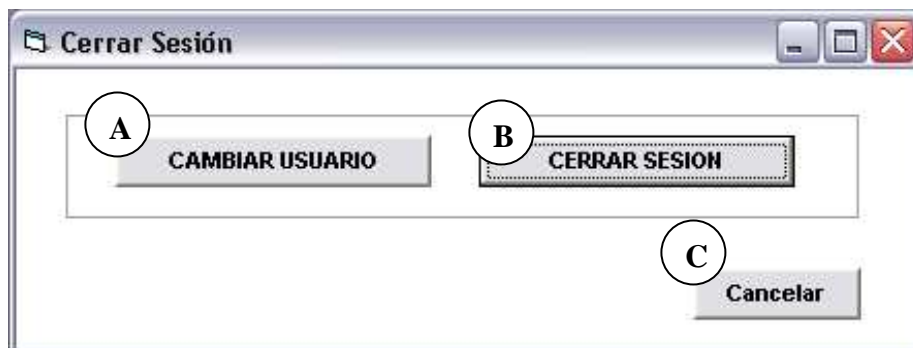 Cerrar Sesión
A
CAMBIAR USUARIO
B
CERRAR SESION
C
Cancelar